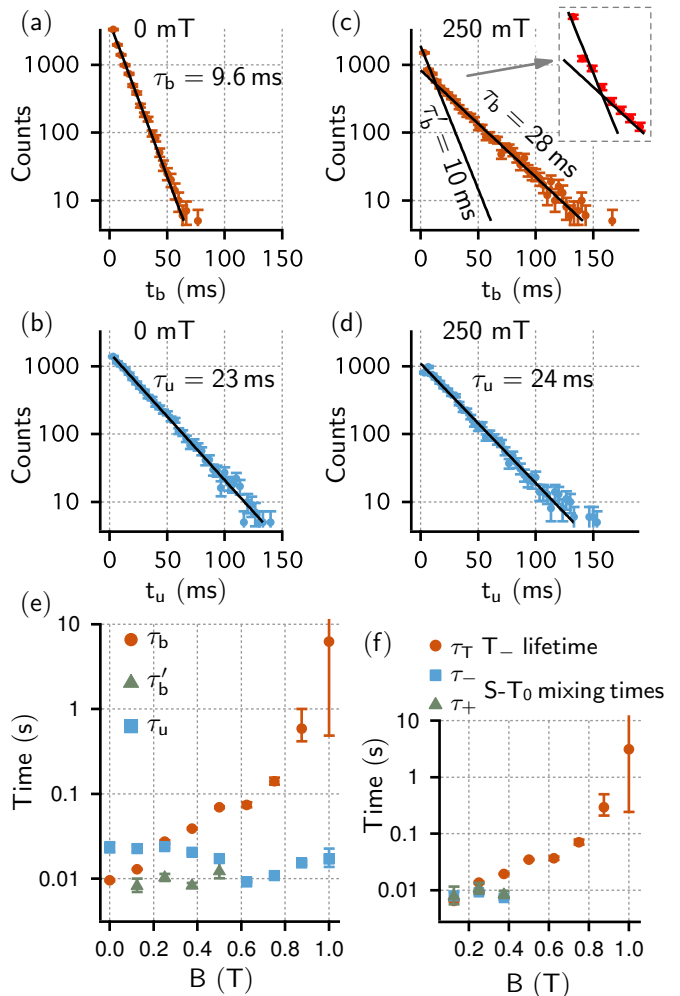 (a) 0 mT
τb = 9.6 ms
Counts
1000
100
10
0 50 100 150
tb (ms)
(c) 250 mT
τb = 28 ms
τb′ = 10 ms
Counts
1000
100
10
0 50 100 150
tb (ms)
(b) 0 mT
τu = 23 ms
Counts
1000
100
10
0 50 100 150
tu (ms)
(d) 250 mT
τu = 24 ms
Counts
1000
100
10
0 50 100 150
tu (ms)
(e)
τb
τb′
τu
Time (s)
10
1
0.1
0.01
0.0 0.2 0.4 0.6 0.8 1.0
B (T)
(f)
τT T− lifetime
τ−
τ+ S-T0 mixing times
Time (s)
10
1
0.1
0.01
0.2 0.4 0.6 0.8 1.0
B (T)